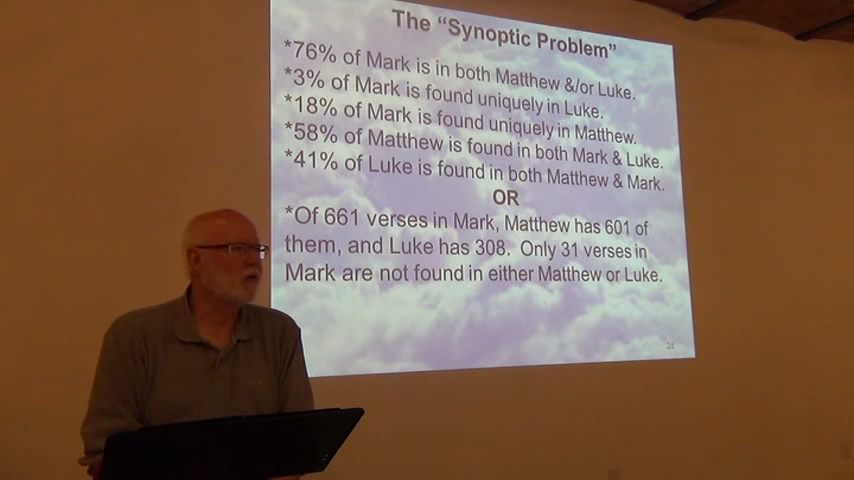 The “Synoptic Problem”
*76% of Mark is in both Matthew &/or Luke.
*3% of Mark is found uniquely in Luke.
*18% of Mark is found uniquely in Matthew.
*58% of Matthew is found in both Mark & Luke.
*41% of Luke is found in both Matthew & Mark.
OR
*Of 661 verses in Mark, Matthew has 601 of
them, and Luke has 308.  Only 31 verses in
Mark are not found in either Matthew or Luke.